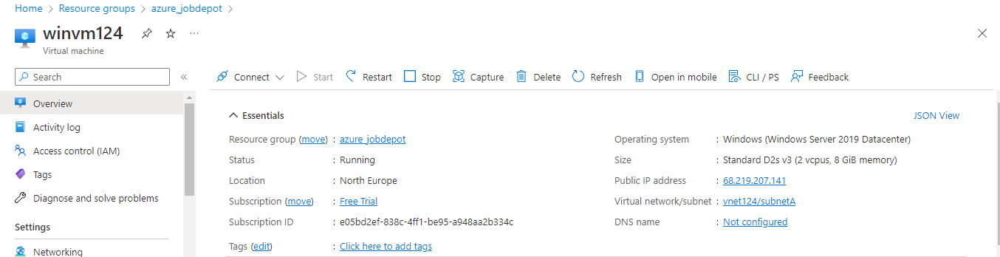 Home > Resource groups > azure_jobdepot >
winvm124
Virtual machine
Search
Connect Start Restart Stop Capture Delete Refresh Open in mobile CLI / PS Feedback
Overview
Activity log
Access control (IAM)
Tags
Diagnose and solve problems
Settings
Networking
Essentials
JSON View
Resource group (move) : azure_jobdepot
Status : Running
Location : North Europe
Subscription (move) : Free Trial
Subscription ID : e05bd2ef-838c-4ff1-be95-a948aa2b334c
Tags (edit) : Click here to add tags
Operating system : Windows (Windows Server 2019 Datacenter)
Size : Standard D2s v3 (2 vcpus, 8 GiB memory)
Public IP address : 68.219.207.141
Virtual network/subnet : vnet124/subnetA
DNS name : Not configured